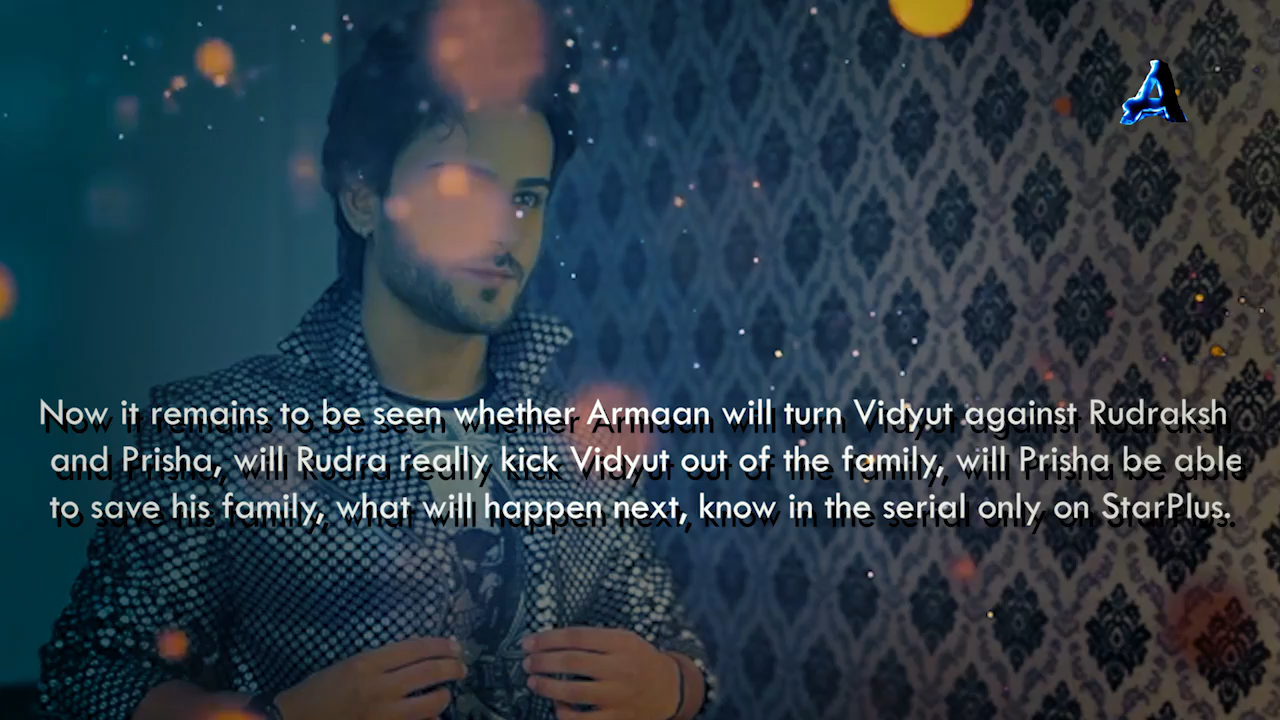 A
Now it remains to be seen whether Armaan will turn Vidyut against Rudraksh
and Prisha, will Rudra really kick Vidyut out of the family, will Prisha be able
to save his family, what will happen next, know in the serial only on StarPlus.